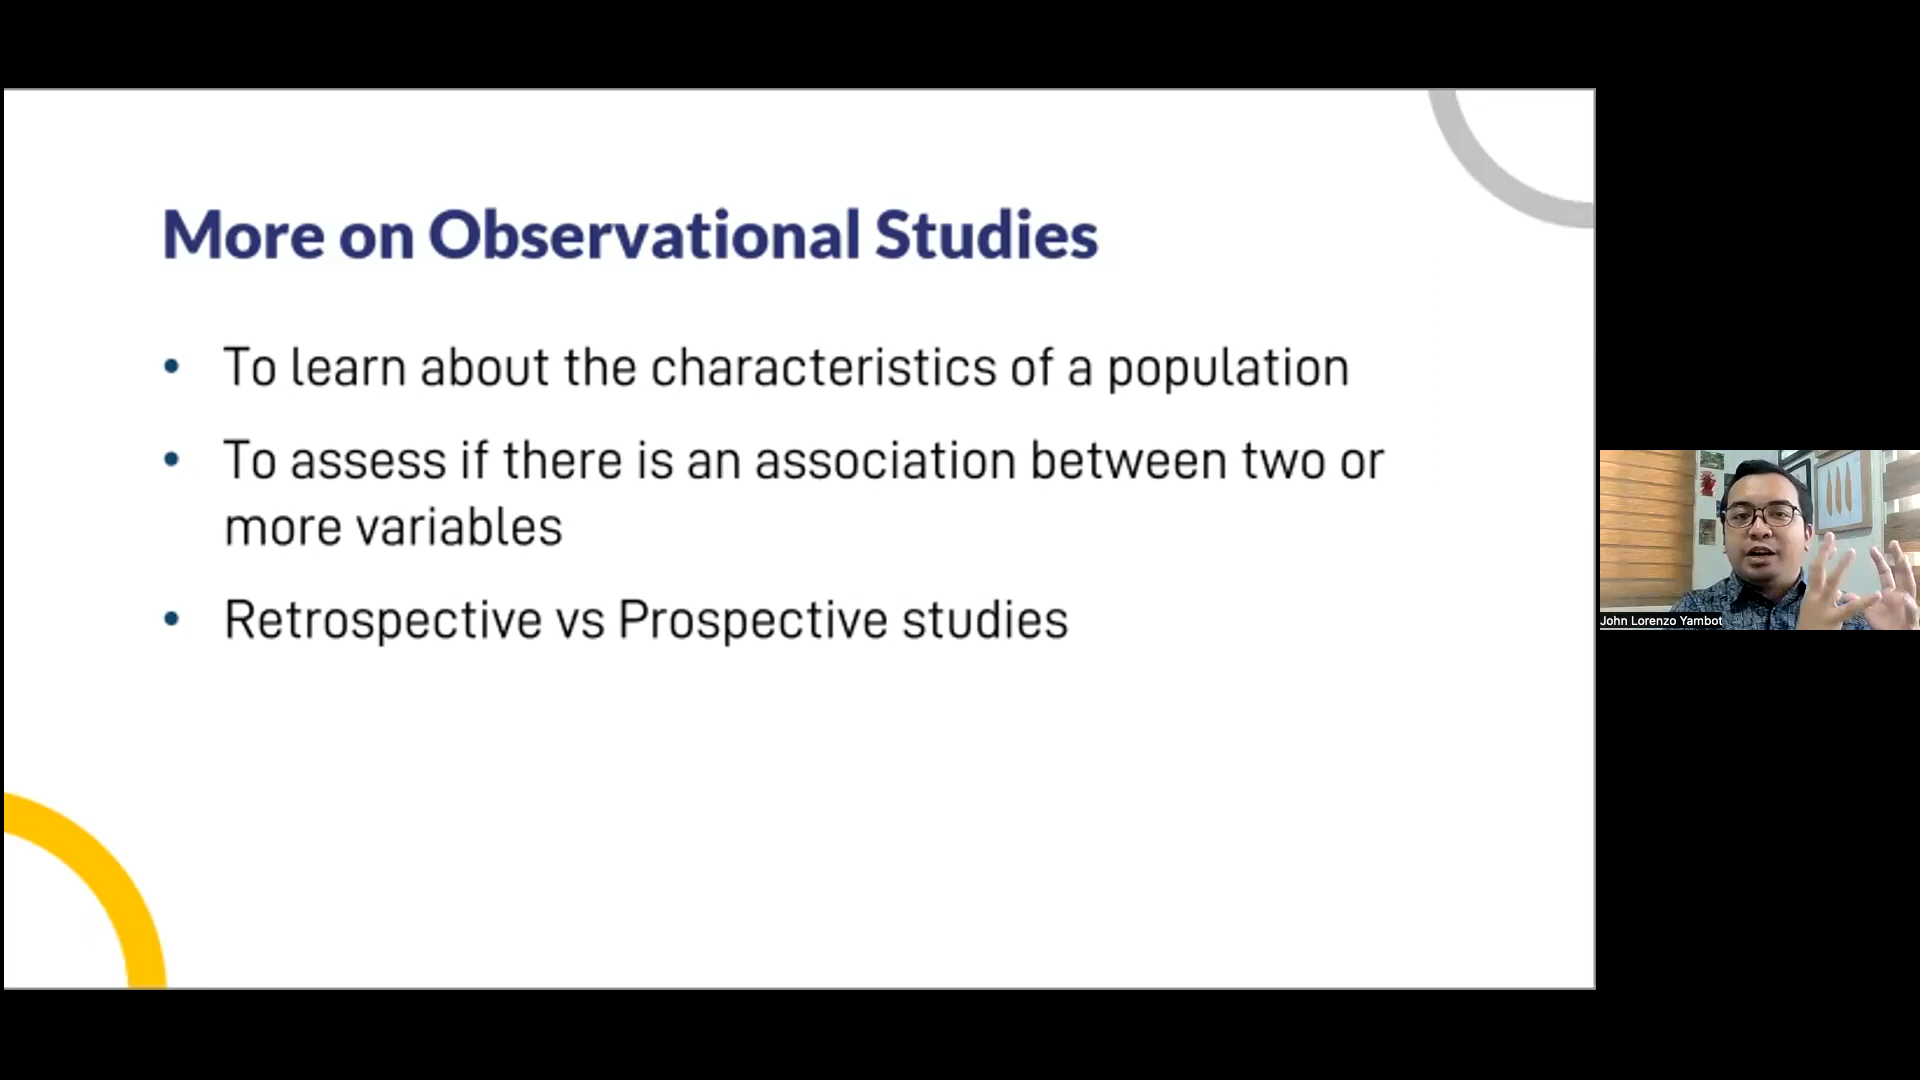 More on Observational Studies
• To learn about the characteristics of a population
• To assess if there is an association between two or
more variables
• Retrospective vs Prospective studies
John Lorenzo Yambot